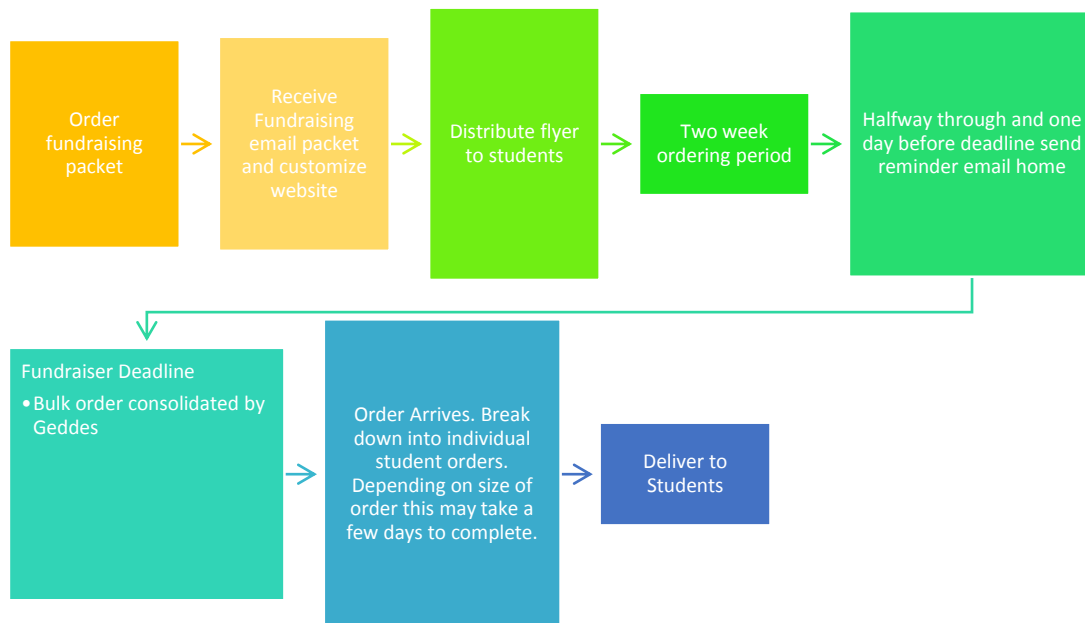 Order
fundraising
packet
Receive
Fundraising
email packet
and customize
website
Distribute flyer
to students
Two week
ordering period
Halfway through and one
day before deadline send
reminder email home
Fundraiser Deadline
•Bulk order consolidated by
Geddes
Order Arrives. Break
down into individual
student orders.
Depending on size of
order this may take a
few days to complete.
Deliver to
Students